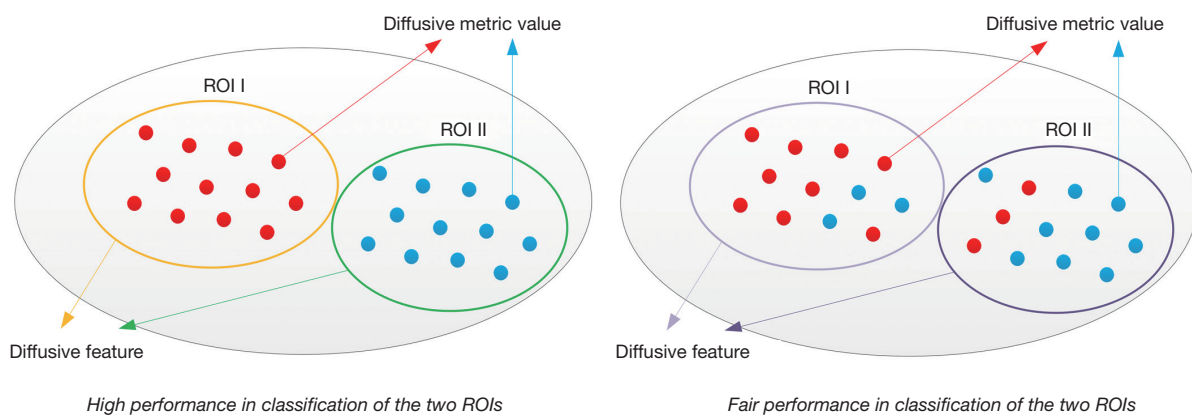 Diffusive metric value
ROI I
ROI II
Diffusive feature
High performance in classification of the two ROIs
Diffusive metric value
ROI I
ROI II
Diffusive feature
Fair performance in classification of the two ROIs